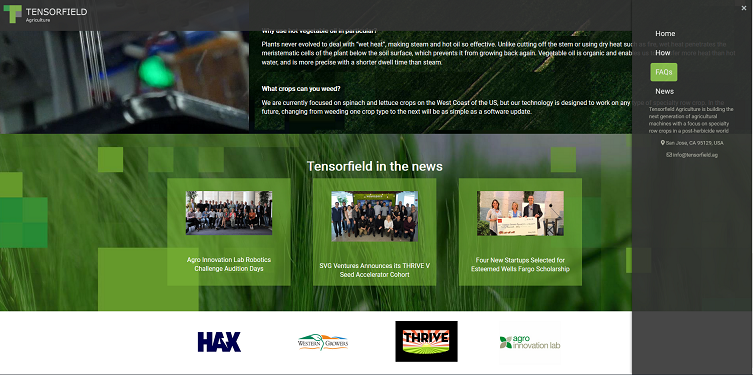 TENSORFIELD
Agriculture
×
Why use not vegetable oil in particular?
Plants never evolved to deal with "wet heat", making steam and hot oil so effective. Unlike cutting off the stem or using dry heat such
meristematic cells of the plant below the soil surface, which prevents it from growing back again. Vegetable oil is organic and
water, and is more precise with a shorter dwell time than steam.
What crops can you weed?
We are currently focused on spinach and lettuce crops on the West Coast of the US, but our technology is designed to work on any
future, changing from weeding one crop type to the next will be as simple as a software update.
Home
How
FAQs
News
Tensorfield Agriculture is building the
next generation of agricultural
machines with a focus on specialty
row crops in a post-herbicide world
San Jose, CA 95129, USA
info@tensorfield.ag
Tensorfield in the news
Agro Innovation Lab Robotics
Challenge Audition Days
SVG Ventures Announces its THRIVE V
Seed Accelerator Cohort
Four New Startups Selected for
Esteemed Wells Fargo Scholarship
HAX
WESTERN GROWERS
THRIVE
agro
innovation lab